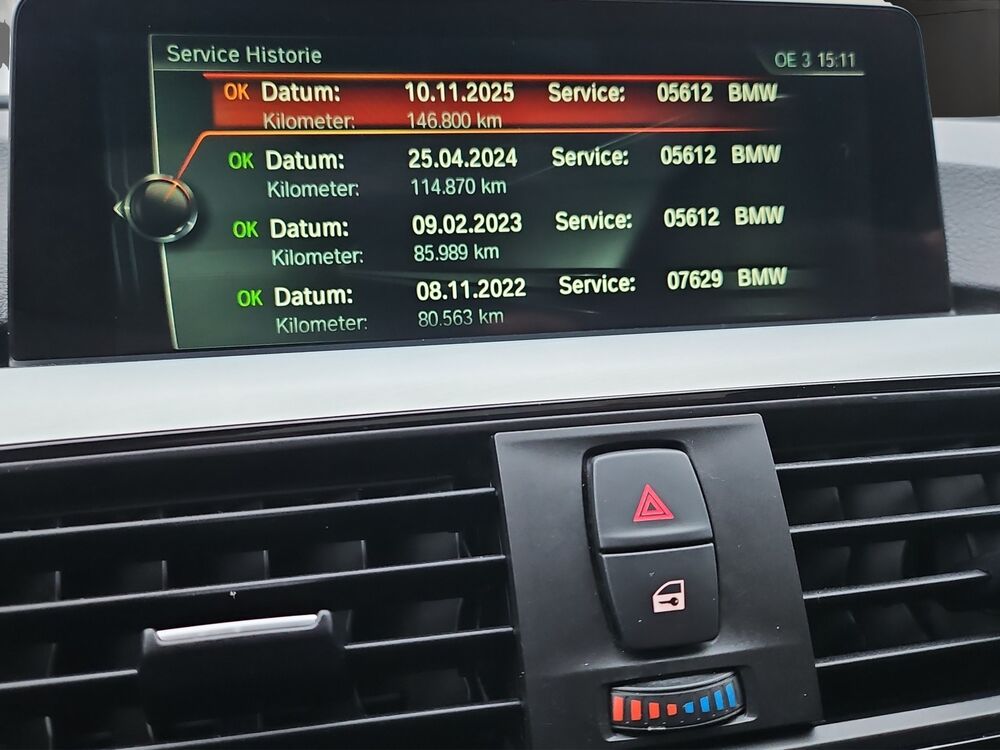 Service Historie
OE 3 15:11
OK Datum: 10.11.2025 Service: 05612 BMW
Kilometer: 146.800 km
OK Datum: 25.04.2024 Service: 05612 BMW
Kilometer: 114.870 km
OK Datum: 09.02.2023 Service: 05612 BMW
Kilometer: 85.989 km
OK Datum: 08.11.2022 Service: 07629 BMW
Kilometer: 80.563 km